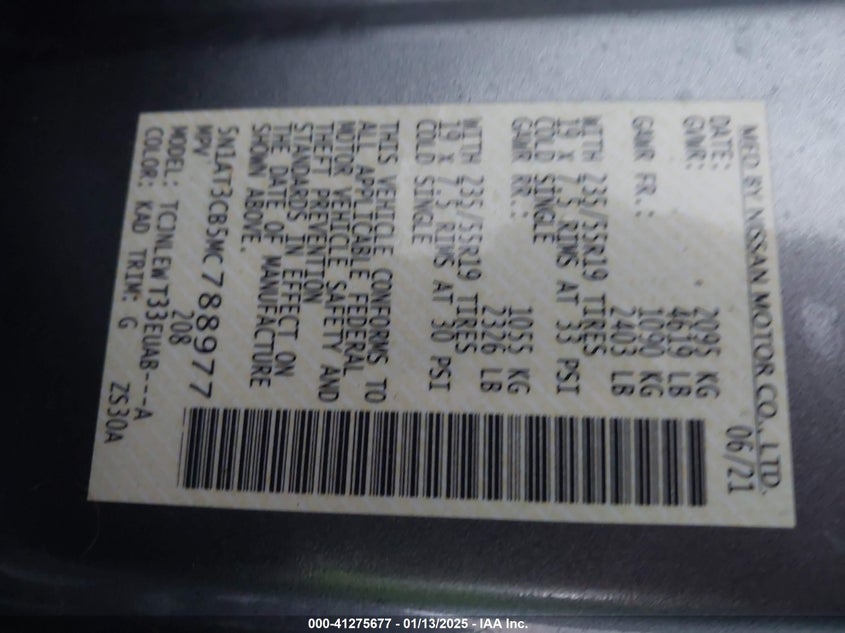 MFD BY NISSAN MOTOR CO., LTD.
DATE: 06/21
GVWR: 2095 KG
4619 LB
GAWR FR.: 1090 KG
2403 LB
WITH 235/55R19 TIRES
19 X 7.5 RIMS AT 33 PSI
COLD SINGLE
GAWR RR.: 1055 KG
2326 LB
WITH 235/55R19 TIRES
19 X 7.5 RIMS AT 30 PSI
COLD SINGLE
THIS VEHICLE CONFORMS TO
ALL APPLICABLE FEDERAL
MOTOR VEHICLE SAFETY AND
THEFT PREVENTION
STANDARDS IN EFFECT ON
THE DATE OF MANUFACTURE
SHOWN ABOVE.
5N1AT3CB5MC788977
MPV 208
MODEL: TCJNLEWT33EUAB---A
COLOR: KAD TRIM: G ZS30A
000-41275677 - 01/13/2025 - IAA Inc.